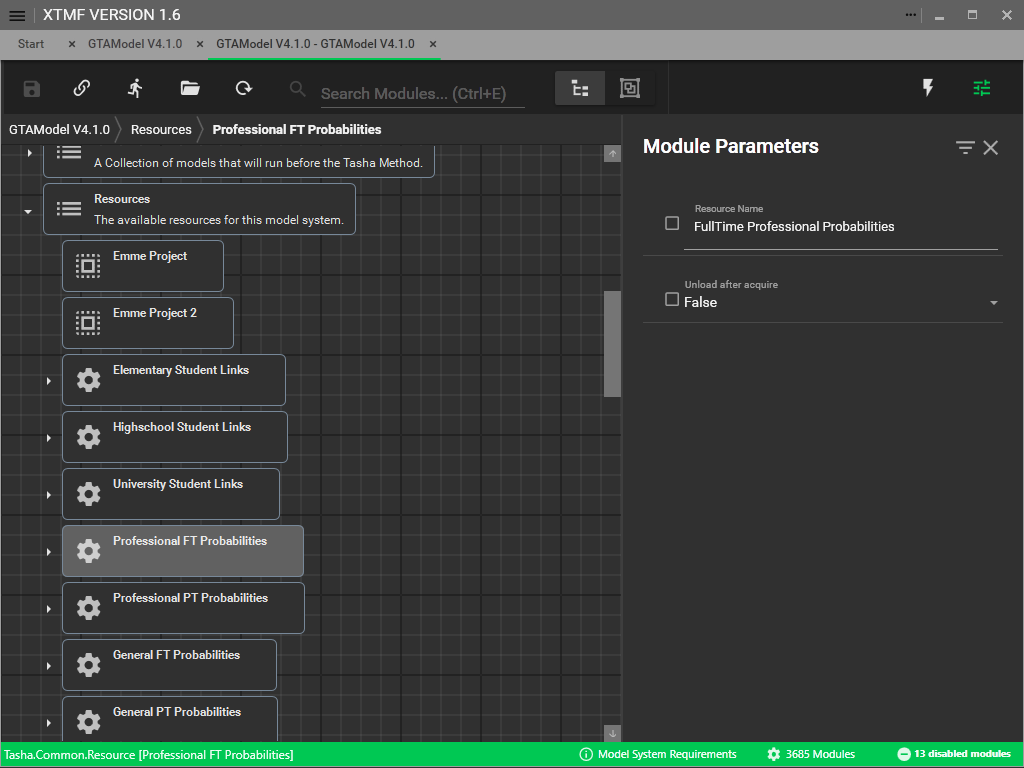 XTMF VERSION 1.6
Start
GTAModel V4.1.0
GTAModel V4.1.0 - GTAModel V4.1.0
Search Modules... (Ctrl+E)
GTAModel V4.1.0
Resources
Professional FT Probabilities
A Collection of models that will run before the Tasha Method.
Resources
The available resources for this model system.
Emme Project
Emme Project 2
Elementary Student Links
Highschool Student Links
University Student Links
Professional FT Probabilities
Professional PT Probabilities
General FT Probabilities
General PT Probabilities
Module Parameters
Resource Name
FullTime Professional Probabilities
Unload after acquire
False
Tasha.Common.Resource [Professional FT Probabilities]
Model System Requirements
3685 Modules
13 disabled modules